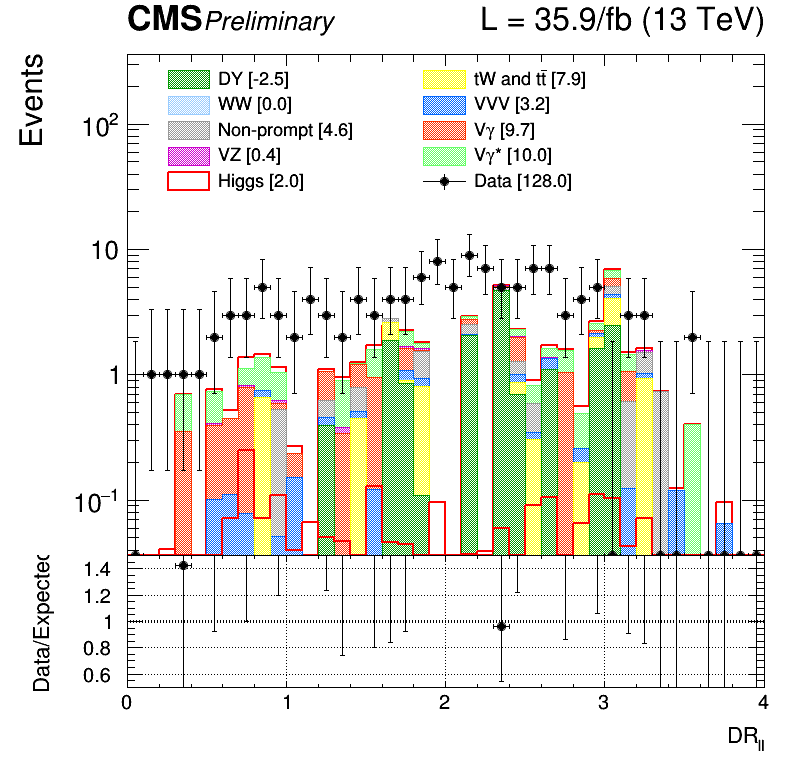 CMS Preliminary L = 35.9/fb (13 TeV)
Events
DY [-2.5]
WW [0.0]
Non-prompt [4.6]
VZ [0.4]
Higgs [2.0]
tW and tt̄ [7.9]
VVV [3.2]
Vγ [9.7]
Vγ* [10.0]
Data [128.0]
10²
10
1
10⁻¹
Data/Expected
1.4
1.2
1
0.8
0.6
0 1 2 3 4
DR_ll